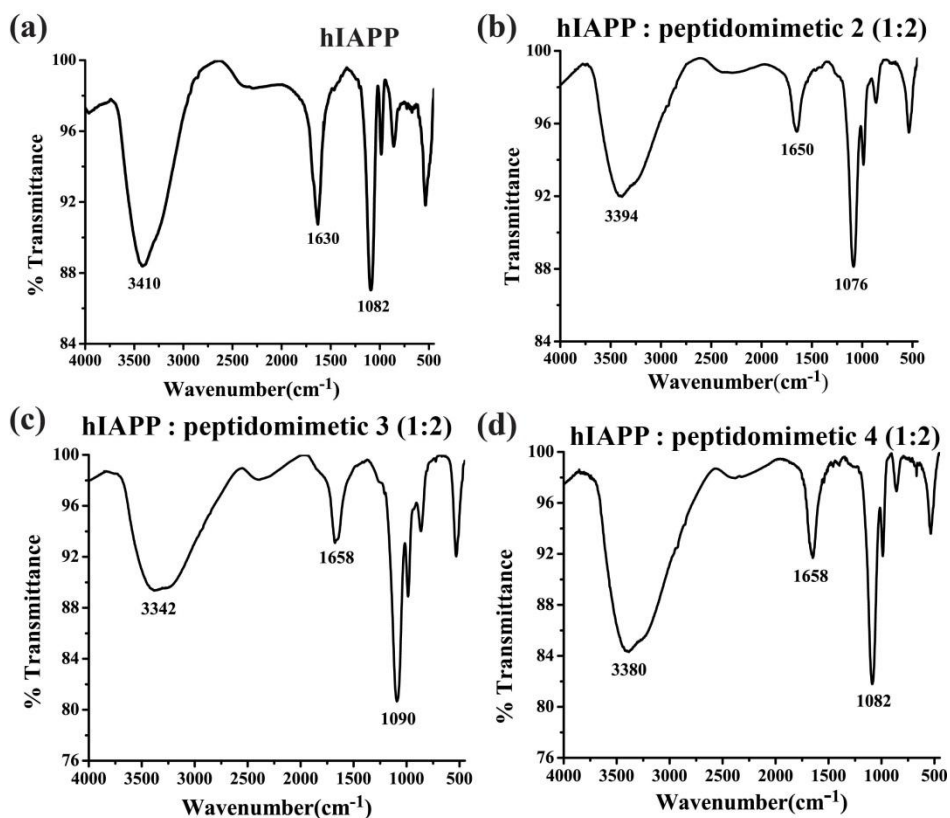 (a)
hIAPP
% Transmittance
100
96
92
88
84
3410
1630
1082
4000 3500 3000 2500 2000 1500 1000 500
Wavenumber(cm⁻¹)
(b)
hIAPP : peptidomimetic 2 (1:2)
Transmittance
100
96
92
88
84
3394
1650
1076
4000 3500 3000 2500 2000 1500 1000 500
Wavenumber(cm⁻¹)
(c)
hIAPP : peptidomimetic 3 (1:2)
% Transmittance
100
96
92
88
84
80
76
3342
1658
1090
4000 3500 3000 2500 2000 1500 1000 500
Wavenumber(cm⁻¹)
(d)
hIAPP : peptidomimetic 4 (1:2)
% Transmittance
100
96
92
88
84
80
76
3380
1658
1082
4000 3500 3000 2500 2000 1500 1000 500
Wavenumber(cm⁻¹)